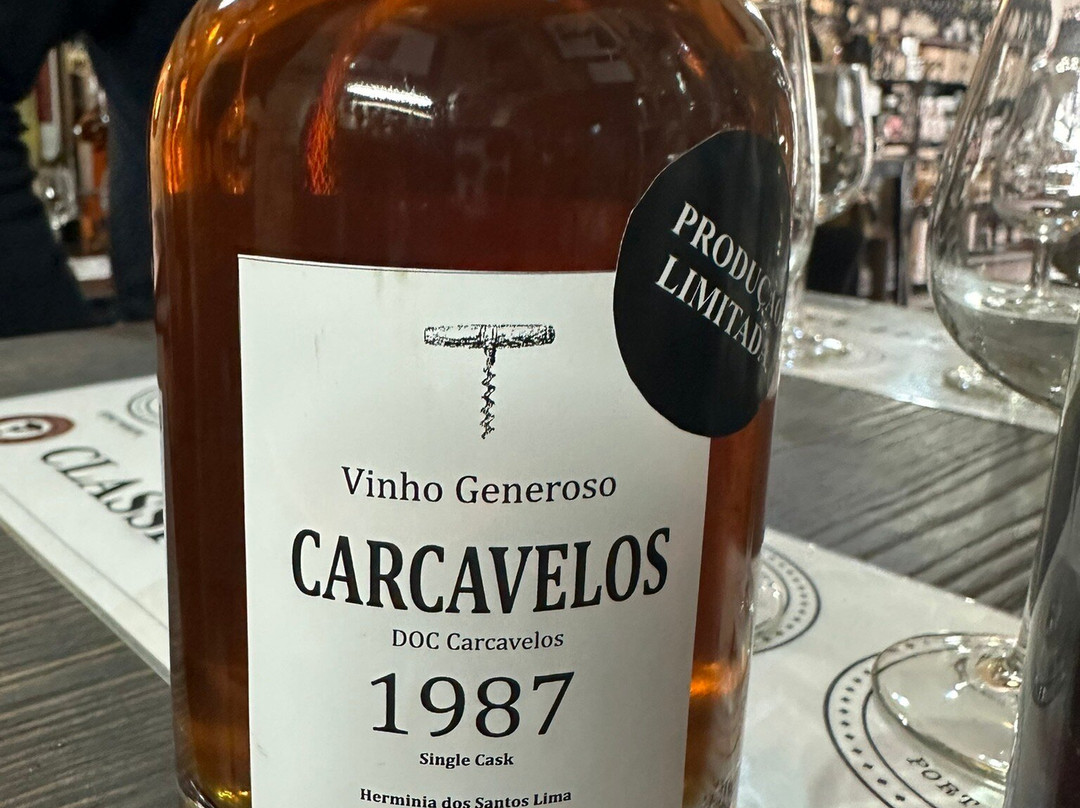 PRODUÇÃO
LIMITADA
Vinho Generoso
CARCAVELOS
DOC Carcavelos
1987
Single Cask
Herminia dos Santos Lima